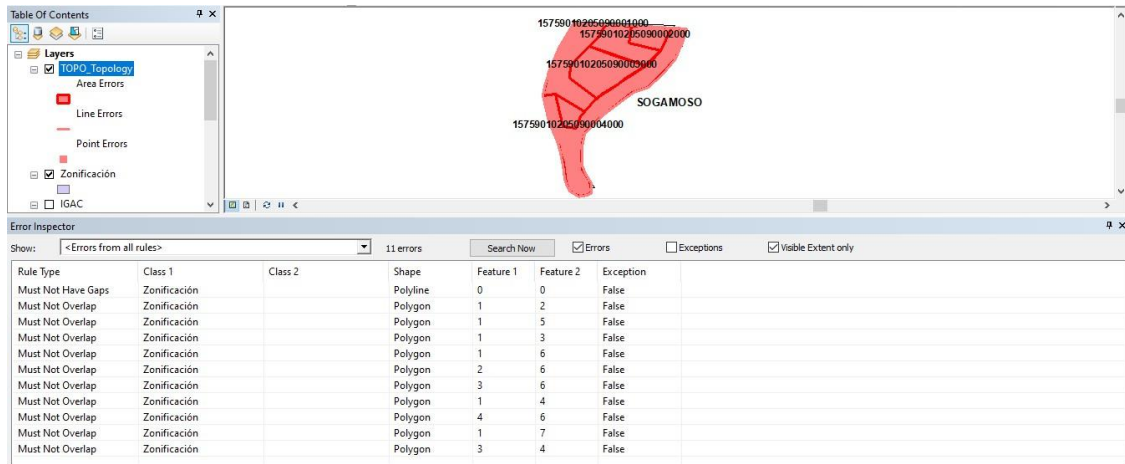 Table Of Contents
Layers
TOPO_Topology
Area Errors
Line Errors
Point Errors
Zonificación
IGAC
15759010205090001000
15759010205090002000
15759010205090003000
SOGAMOSO
15759010205090004000
Error Inspector
Show: <Errors from all rules> 11 errors Search Now Errors Exceptions Visible Extent only
Rule Type Class 1 Class 2 Shape Feature 1 Feature 2 Exception
Must Not Have Gaps Zonificación Polyline 0 0 False
Must Not Overlap Zonificación Polygon 1 2 False
Must Not Overlap Zonificación Polygon 1 5 False
Must Not Overlap Zonificación Polygon 1 3 False
Must Not Overlap Zonificación Polygon 1 6 False
Must Not Overlap Zonificación Polygon 2 6 False
Must Not Overlap Zonificación Polygon 3 6 False
Must Not Overlap Zonificación Polygon 1 4 False
Must Not Overlap Zonificación Polygon 4 6 False
Must Not Overlap Zonificación Polygon 1 7 False
Must Not Overlap Zonificación Polygon 3 4 False